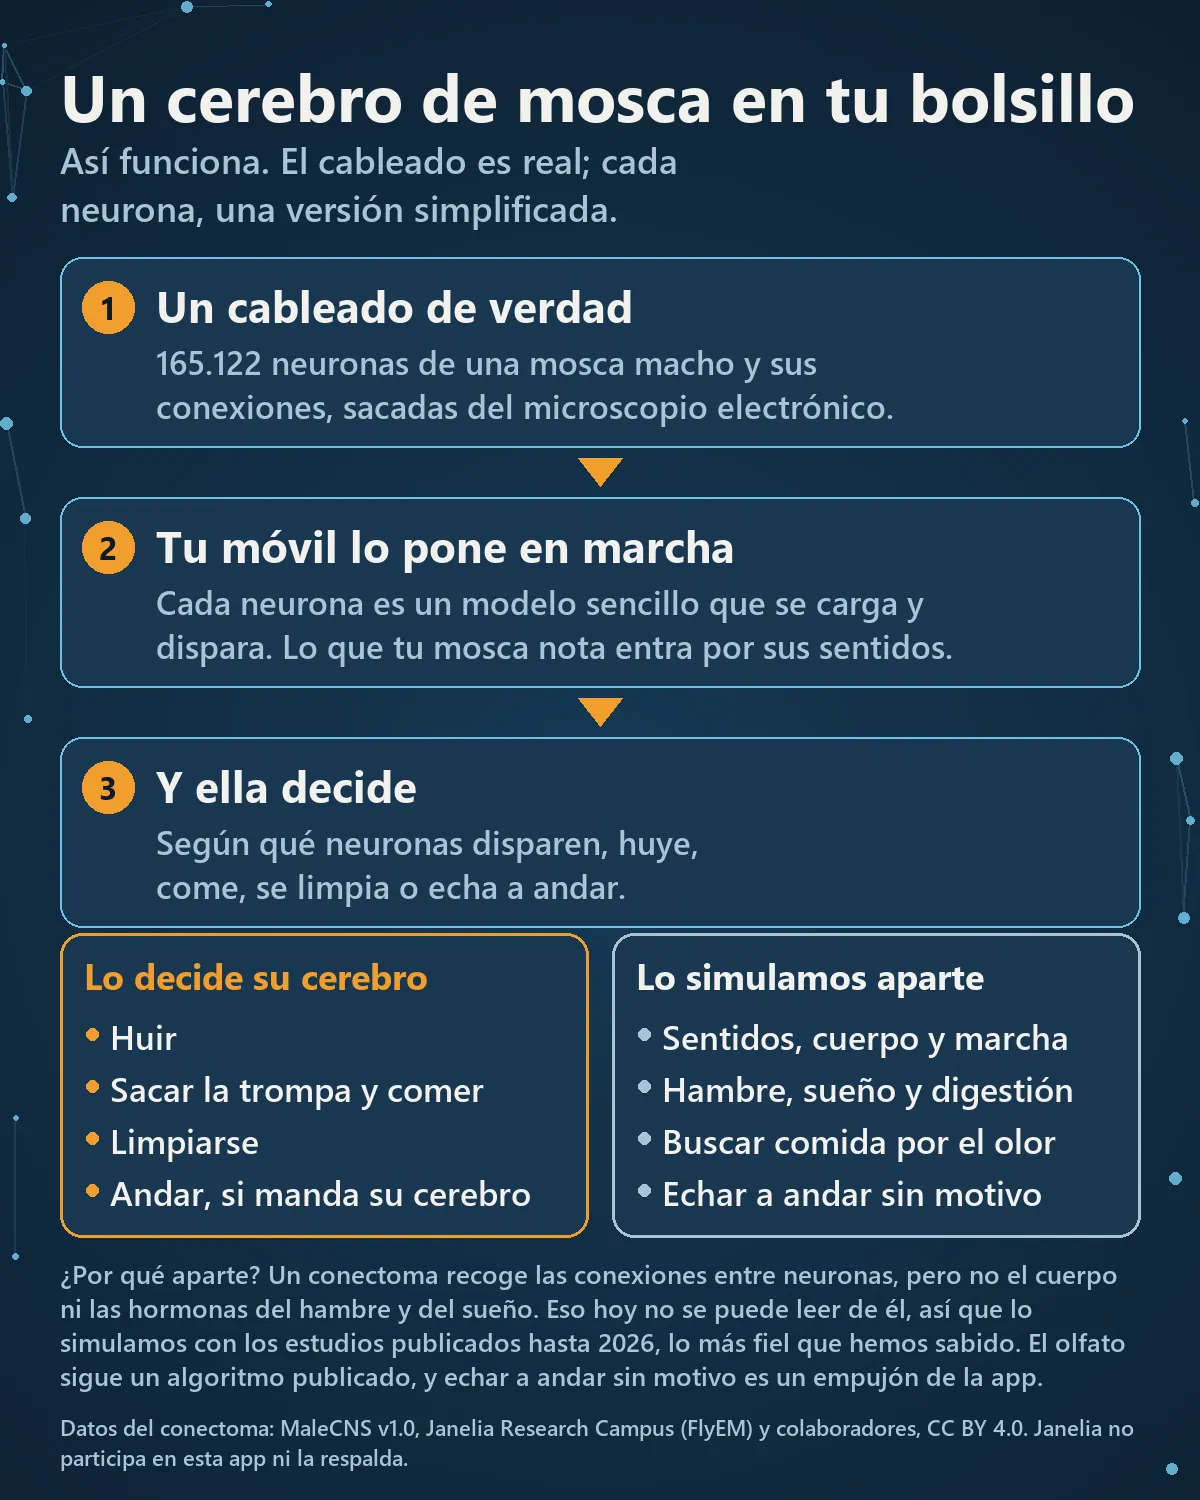 Un cerebro de mosca en tu bolsillo
Así funciona. El cableado es real; cada
neurona, una versión simplificada.
1 Un cableado de verdad
165.122 neuronas de una mosca macho y sus
conexiones, sacadas del microscopio electrónico.
2 Tu móvil lo pone en marcha
Cada neurona es un modelo sencillo que se carga y
dispara. Lo que tu mosca nota entra por sus sentidos.
3 Y ella decide
Según qué neuronas disparen, huye,
come, se limpia o echa a andar.
Lo decide su cerebro
Huir
Sacar la trompa y comer
Limpiarse
Andar, si manda su cerebro
Lo simulamos aparte
Sentidos, cuerpo y marcha
Hambre, sueño y digestión
Buscar comida por el olor
Echar a andar sin motivo
¿Por qué aparte? Un conectoma recoge las conexiones entre neuronas, pero no el cuerpo
ni las hormonas del hambre y del sueño. Eso hoy no se puede leer de él, así que lo
simulamos con los estudios publicados hasta 2026, lo más fiel que hemos sabido. El olfato
sigue un algoritmo publicado, y echar a andar sin motivo es un empujón de la app.
Datos del conectoma: MaleCNS v1.0, Janelia Research Campus (FlyEM) y colaboradores, CC BY 4.0. Janelia no
participa en esta app ni la respalda.